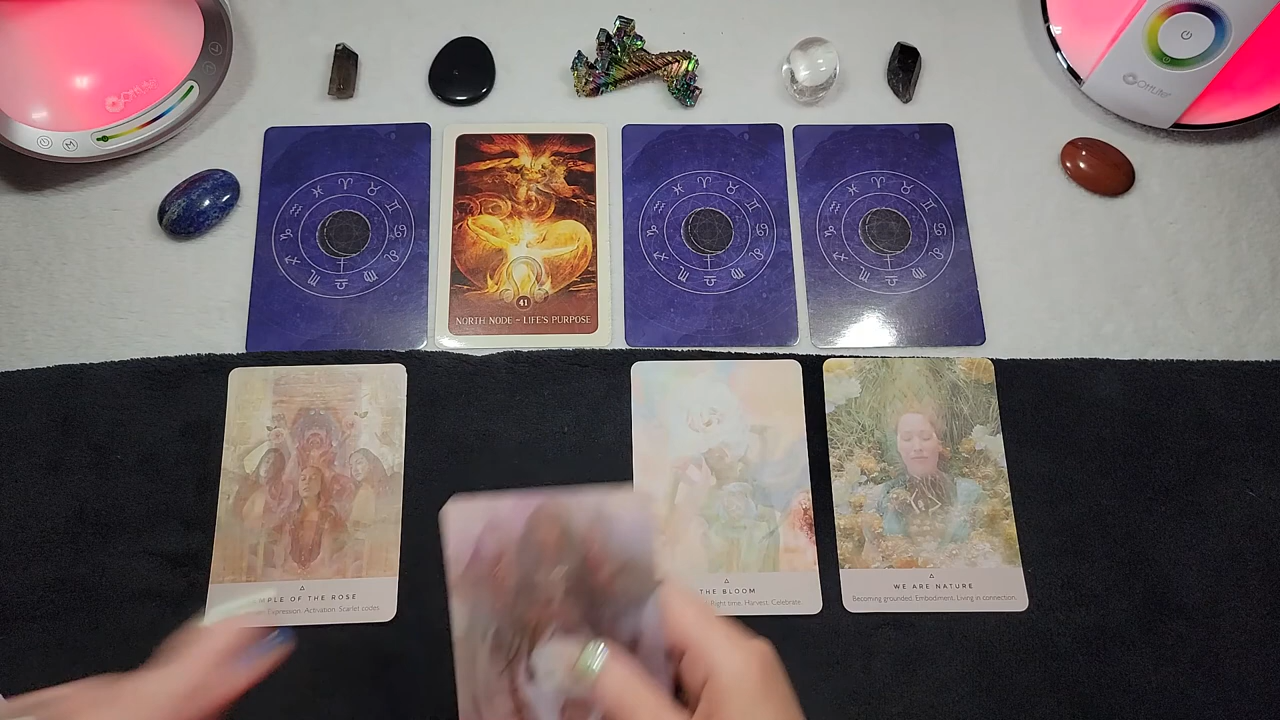 41
NORTH NODE ~ LIFE'S PURPOSE
MPLE OF THE ROSE
Expression. Activation. Scarlet codes.
THE BLOOM
Right time. Harvest. Celebrate.
WE ARE NATURE
Becoming grounded. Embodiment. Living in connection.